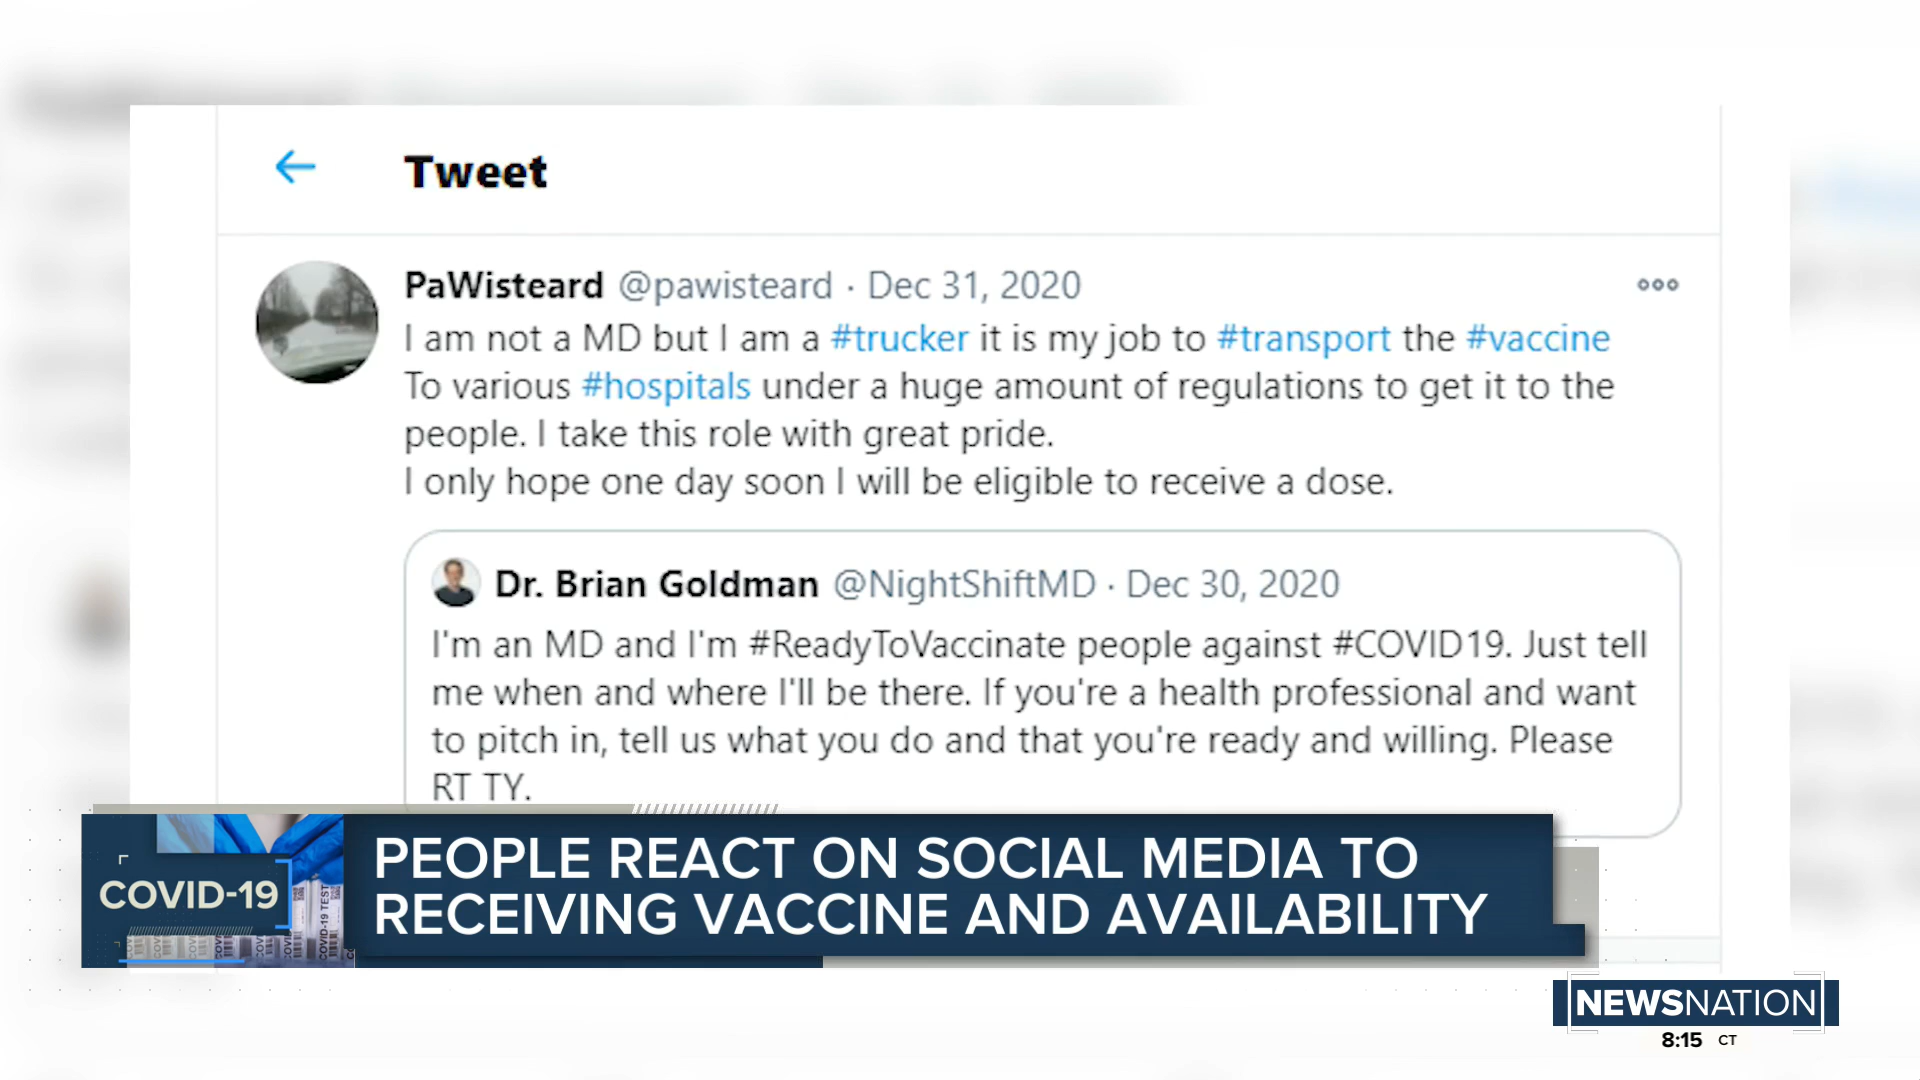 Tweet
PaWisteard @pawisteard · Dec 31, 2020
I am not a MD but I am a #trucker it is my job to #transport the #vaccine
To various #hospitals under a huge amount of regulations to get it to the
people. I take this role with great pride.
I only hope one day soon I will be eligible to receive a dose.
Dr. Brian Goldman @NightShiftMD · Dec 30, 2020
I'm an MD and I'm #ReadyToVaccinate people against #COVID19. Just tell
me when and where I'll be there. If you're a health professional and want
to pitch in, tell us what you do and that you're ready and willing. Please
RT TY.
COVID-19
COVID-19 TEST
PEOPLE REACT ON SOCIAL MEDIA TO
RECEIVING VACCINE AND AVAILABILITY
NEWSNATION
8:15 CT